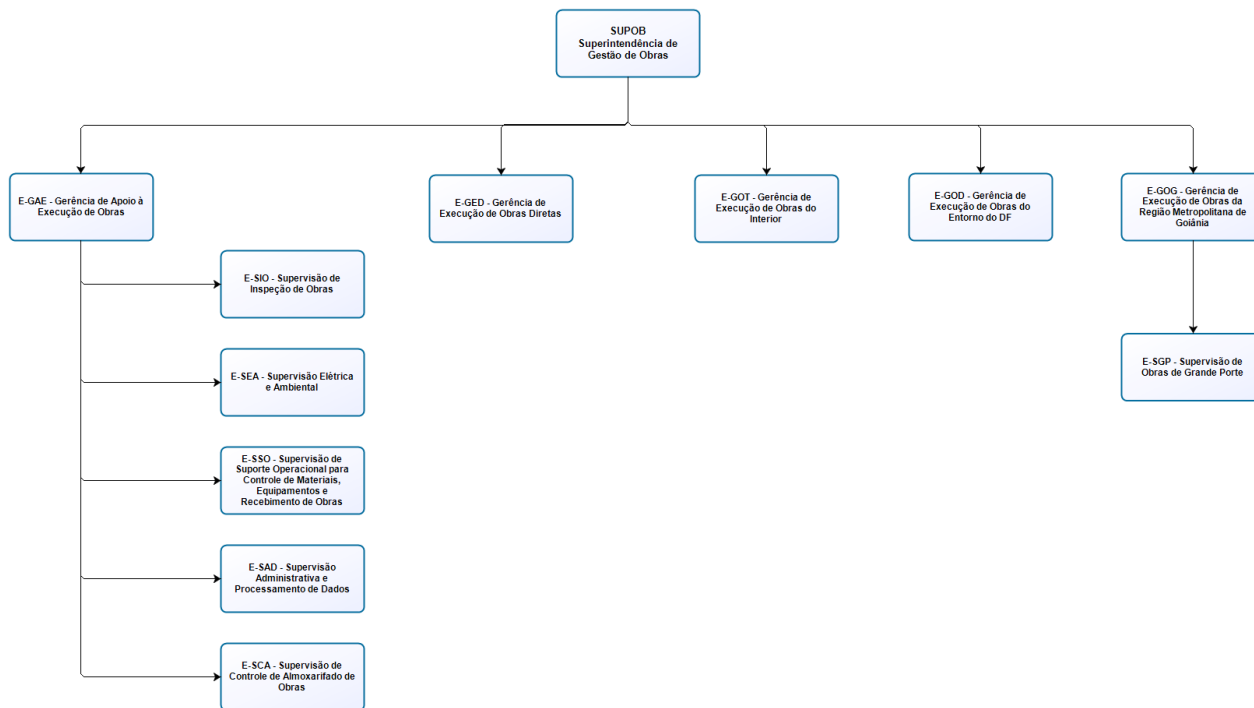 SUPOB
Superintendência de
Gestão de Obras
E-GAE - Gerência de Apoio à
Execução de Obras
E-GED - Gerência de
Execução de Obras Diretas
E-GOT - Gerência de
Execução de Obras do
Interior
E-GOD - Gerência de
Execução de Obras do
Entorno do DF
E-GOG - Gerência de
Execução de Obras da
Região Metropolitana de
Goiânia
E-SIO - Supervisão de
Inspeção de Obras
E-SEA - Supervisão Elétrica
e Ambiental
E-SSO - Supervisão de
Suporte Operacional para
Controle de Materiais,
Equipamentos e
Recebimento de Obras
E-SAD - Supervisão
Administrativa e
Processamento de Dados
E-SCA - Supervisão de
Controle de Almoxarifado de
Obras
E-SGP - Supervisão de
Obras de Grande Porte